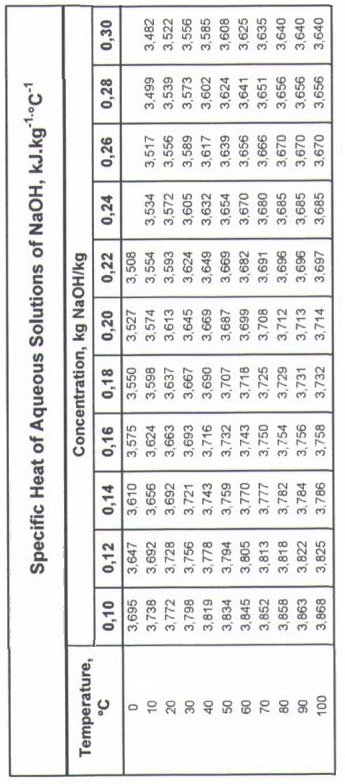 Specific Heat of Aqueous Solutions of NaOH, kJ.kg⁻¹·°C⁻¹
Temperature, °C Concentration, kg NaOH/kg
0,10 0,12 0,14 0,16 0,18 0,20 0,22 0,24 0,26 0,28 0,30
0 3,695 3,647 3,610 3,575 3,550 3,527 3,508
10 3,738 3,692 3,656 3,624 3,598 3,574 3,554 3,534 3,517 3,499 3,482
20 3,772 3,728 3,692 3,663 3,637 3,613 3,593 3,572 3,556 3,539 3,522
30 3,798 3,756 3,721 3,693 3,667 3,645 3,624 3,605 3,589 3,573 3,556
40 3,819 3,778 3,743 3,716 3,690 3,669 3,649 3,632 3,617 3,602 3,585
50 3,834 3,794 3,759 3,732 3,707 3,687 3,669 3,654 3,639 3,624 3,608
60 3,845 3,805 3,770 3,743 3,718 3,699 3,682 3,670 3,656 3,641 3,625
70 3,852 3,813 3,777 3,750 3,725 3,708 3,691 3,680 3,666 3,651 3,635
80 3,858 3,818 3,782 3,754 3,729 3,712 3,696 3,685 3,670 3,656 3,640
90 3,863 3,822 3,784 3,756 3,731 3,713 3,696 3,685 3,670 3,656 3,640
100 3,868 3,825 3,786 3,758 3,732 3,714 3,697 3,685 3,670 3,656 3,640